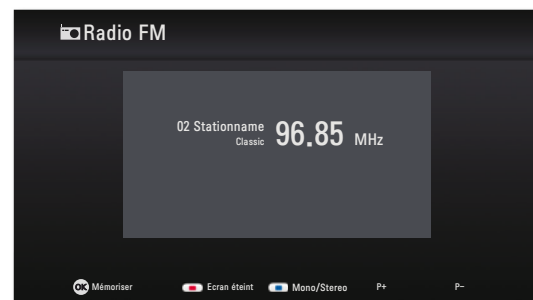 Radio FM
02 Stationname 96.85 MHz
Classic
OK Mémoriser Ecran éteint Mono/Stereo P+ P-